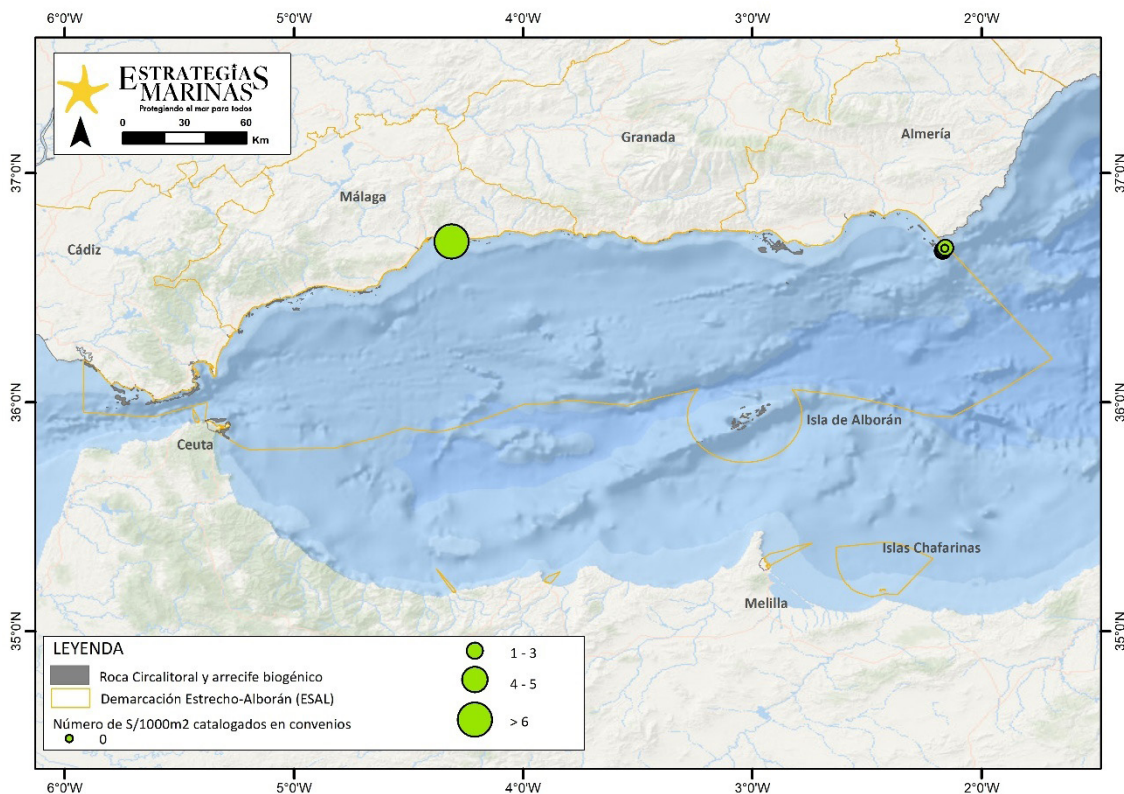 6°0'W 5°0'W 4°0'W 3°0'W 2°0'W
ESTRATEGIAS
MARINAS
Protegiendo el mar para todos
0 30 60
Km
37°0'N 37°0'N
36°0'N 36°0'N
35°0'N 35°0'N
Granada
Almería
Málaga
Cádiz
Ceuta
Isla de Alborán
Islas Chafarinas
Melilla
LEYENDA
Roca Circalitoral y arrecife biogénico
Demarcación Estrecho-Alborán (ESAL)
Número de S/1000m2 catalogados en convenios
0
1 - 3
4 - 5
> 6
6°0'W 5°0'W 4°0'W 3°0'W 2°0'W